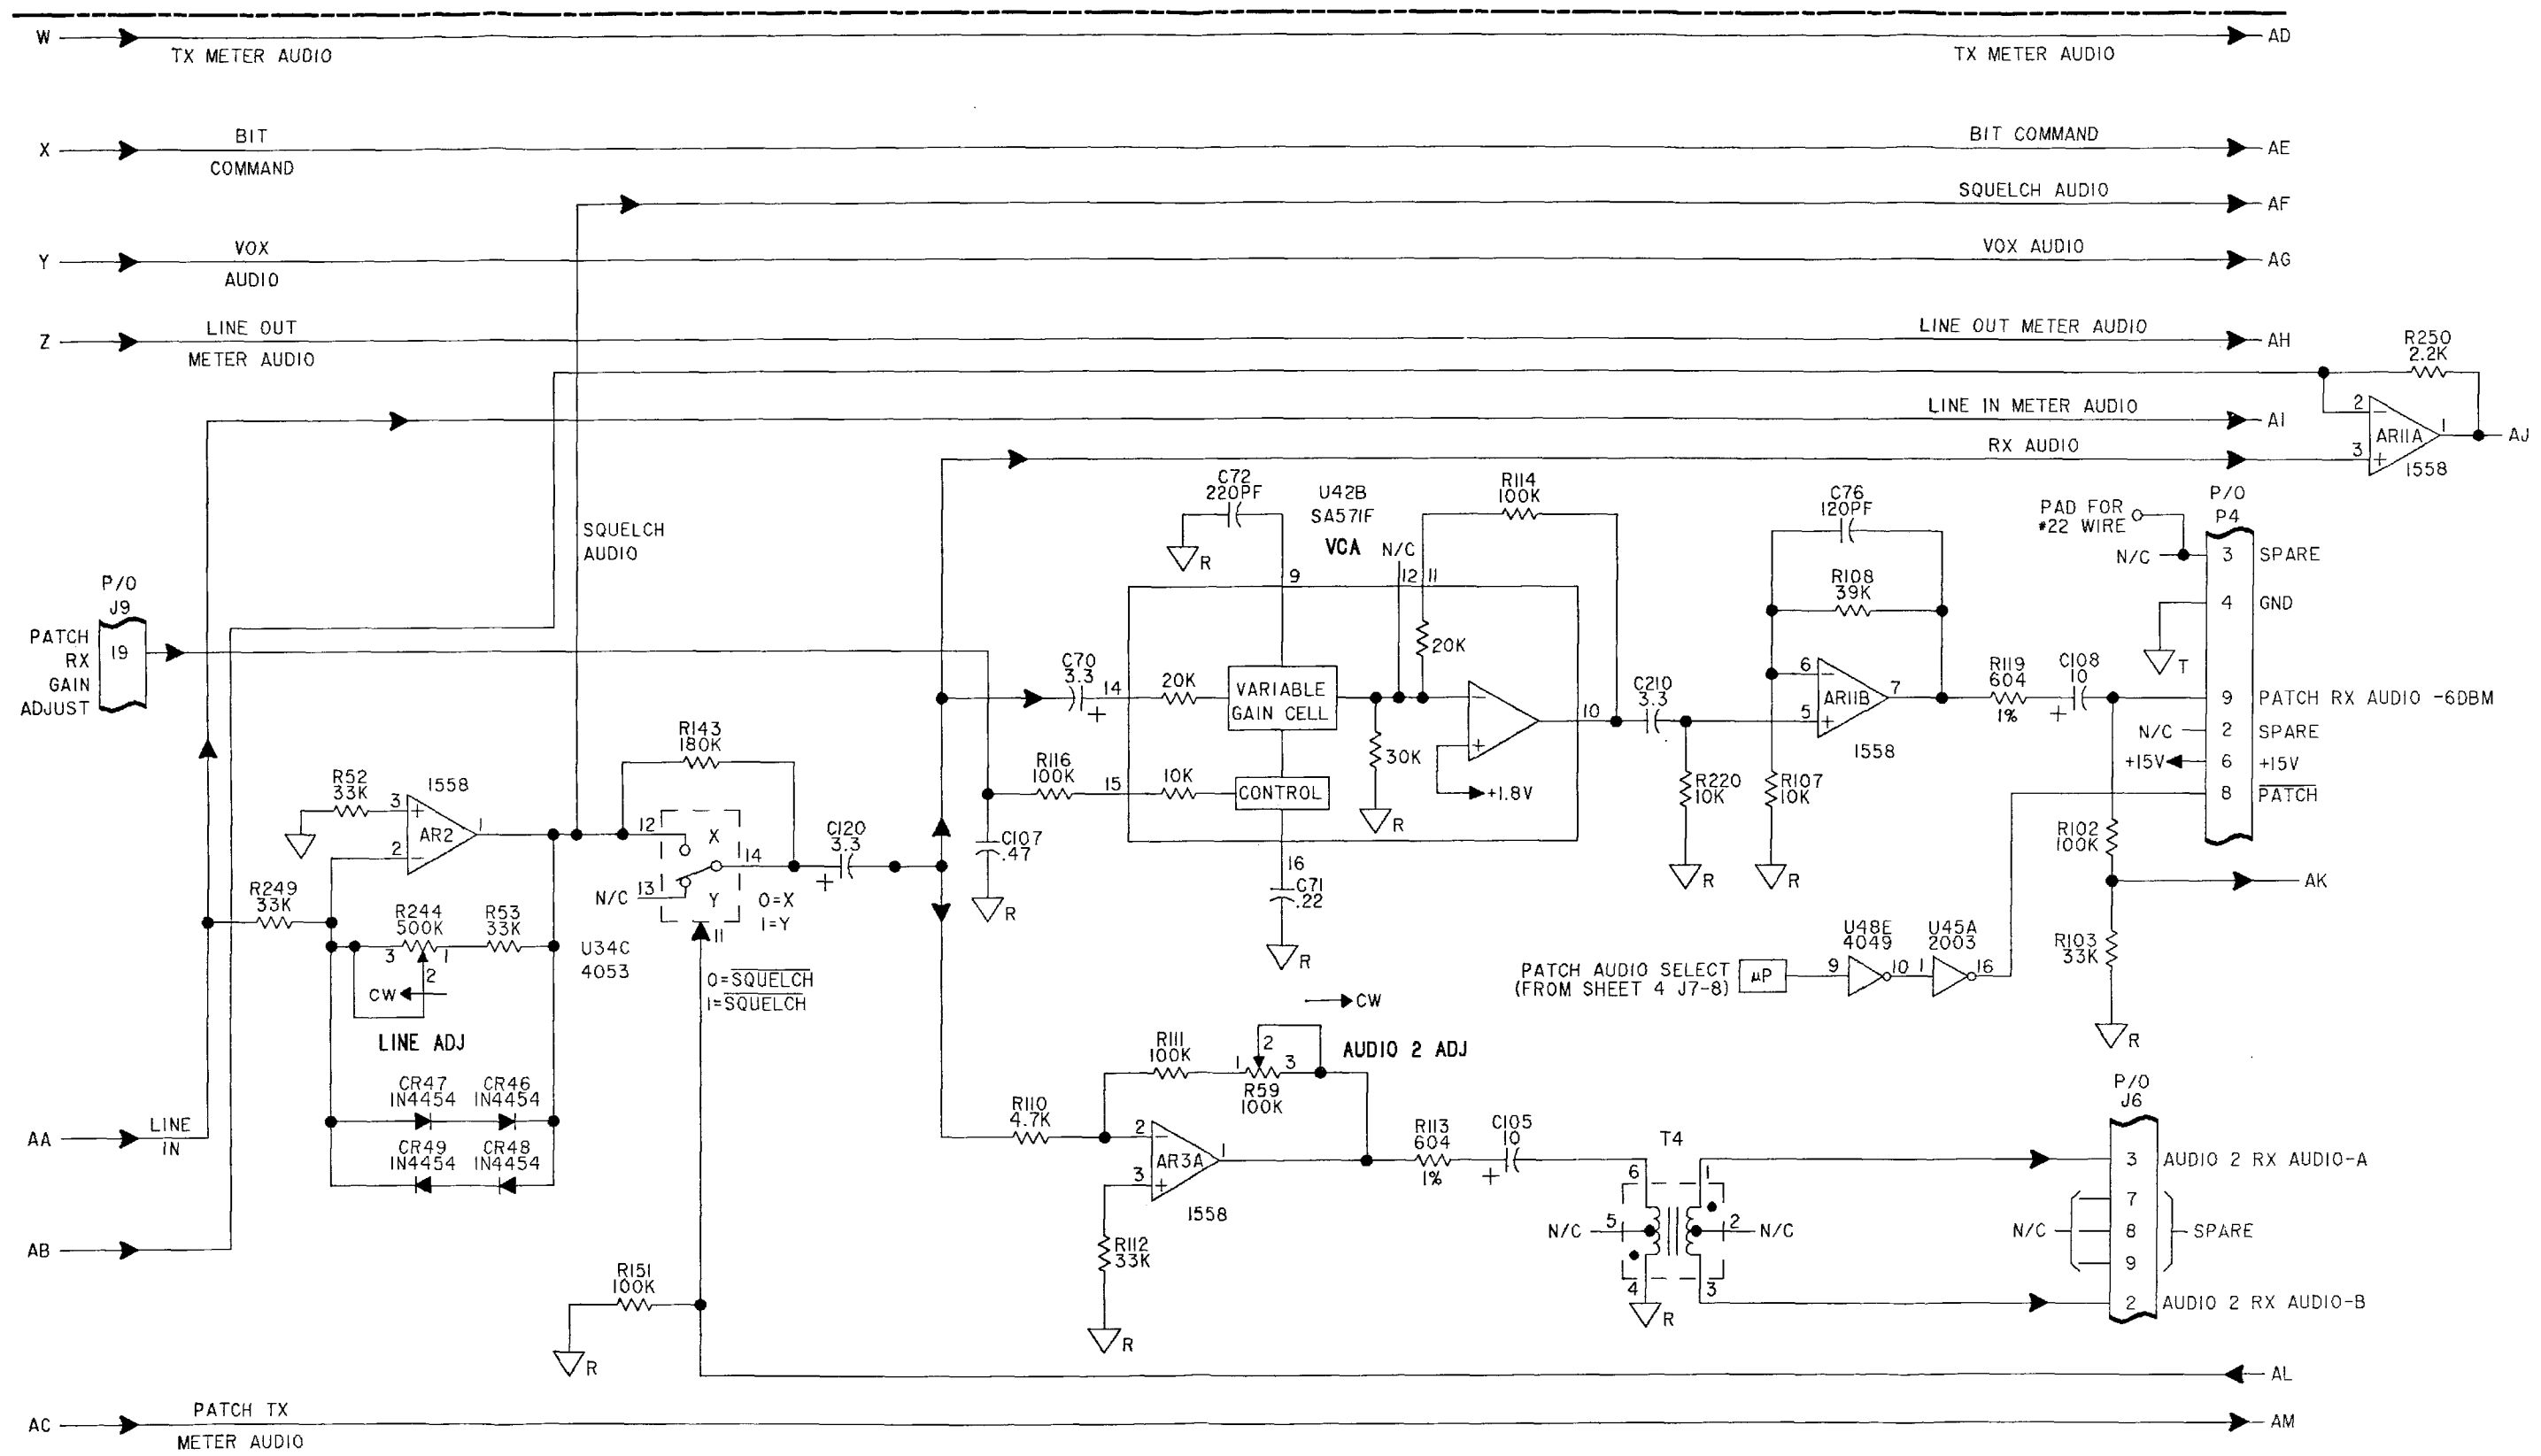 W
TX METER AUDIO
TX METER AUDIO
AD
X
BIT
COMMAND
BIT COMMAND
AE
SQUELCH AUDIO
AF
Y
VOX
AUDIO
VOX AUDIO
AG
Z
LINE OUT
METER AUDIO
LINE OUT METER AUDIO
AH
R250
2.2K
LINE IN METER AUDIO
AI
RX AUDIO
2
3
AR11A
1
1558
AJ
SQUELCH
AUDIO
P/O
J9
PATCH
RX
GAIN
ADJUST
19
C72
220PF
R
U42B
SA571F
VCA
N/C
R114
100K
9
12
11
20K
C70
3.3
14
20K
VARIABLE
GAIN CELL
30K
R
+1.8V
10
R116
100K
15
10K
CONTROL
16
C71
.22
R
C107
.47
R
C210
3.3
R220
10K
R
C76
120PF
R108
39K
6
5
AR11B
7
1558
R107
10K
R
R119
604
1%
C108
10
PAD FOR
#22 WIRE
P/O
P4
N/C
3
SPARE
4
GND
T
9
PATCH RX AUDIO -6DBM
N/C
2
SPARE
+15V
6
+15V
8
PATCH
R102
100K
AK
R103
33K
R
R52
33K
3
2
1558
AR2
1
R249
33K
R244
500K
3
1
2
CW
R53
33K
LINE ADJ
CR47
1N4454
CR46
1N4454
CR49
1N4454
CR48
1N4454
R143
180K
12
X
14
N/C
13
Y
11
0=X
1=Y
U34C
4053
0=SQUELCH
1=SQUELCH
C120
3.3
PATCH AUDIO SELECT
(FROM SHEET 4 J7-8)
µP
9
U48E
4049
10
1
U45A
2003
16
CW
AUDIO 2 ADJ
R111
100K
1
2
3
R59
100K
R110
4.7K
2
3
AR3A
1
1558
R112
33K
R
R113
604
1%
C105
10
T4
6
1
N/C
5
2
N/C
4
3
R
P/O
J6
3
AUDIO 2 RX AUDIO-A
7
N/C
8
SPARE
9
2
AUDIO 2 RX AUDIO-B
AA
LINE
IN
AB
R151
100K
R
AL
AC
PATCH TX
METER AUDIO
AM